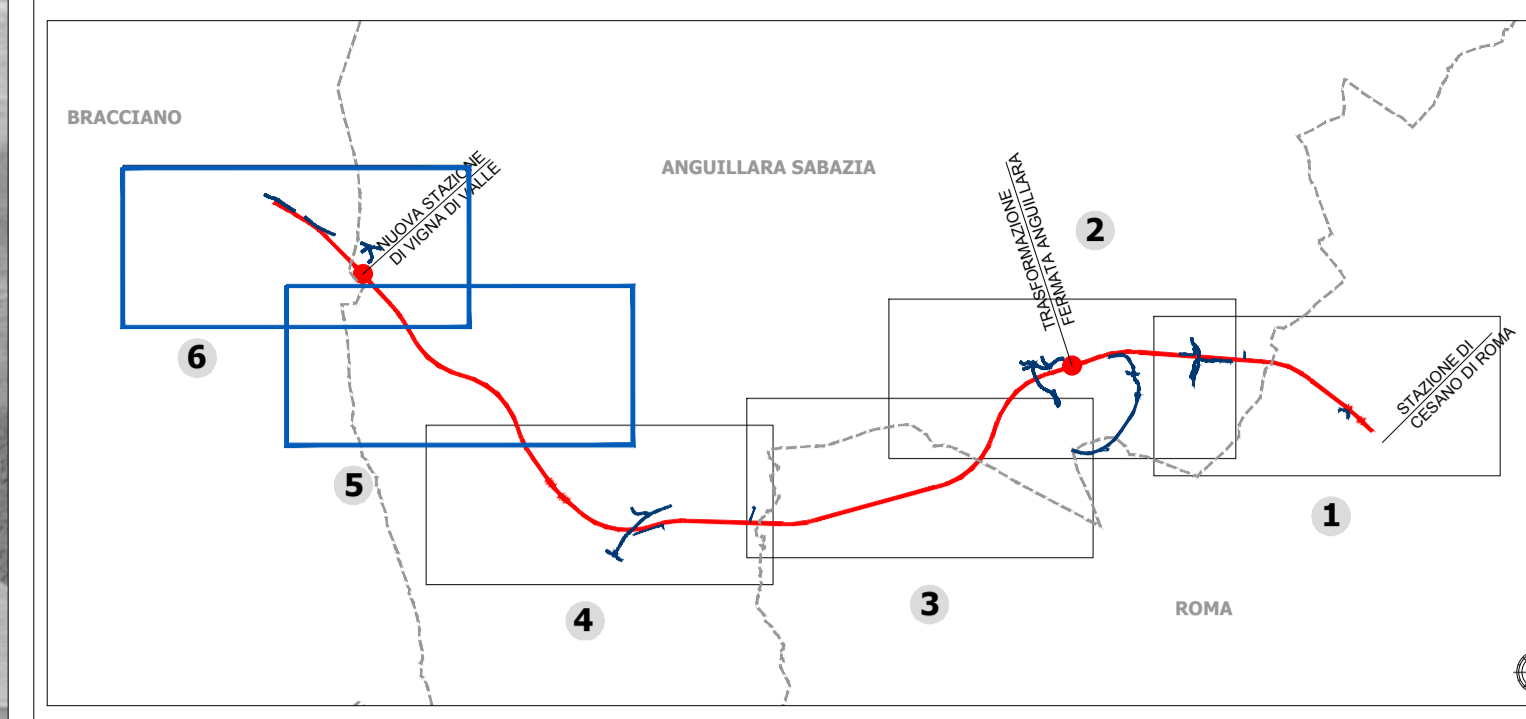 BRACCIANO
ANGUILLARA SABAZIA
NUOVA STAZIONE
DI VIGNA DI VALLE
TRASFORMAZIONE
FERMATA ANGUILLARA
2
STAZIONE DI
CESANO DI ROMA
6
5
1
4
3
ROMA